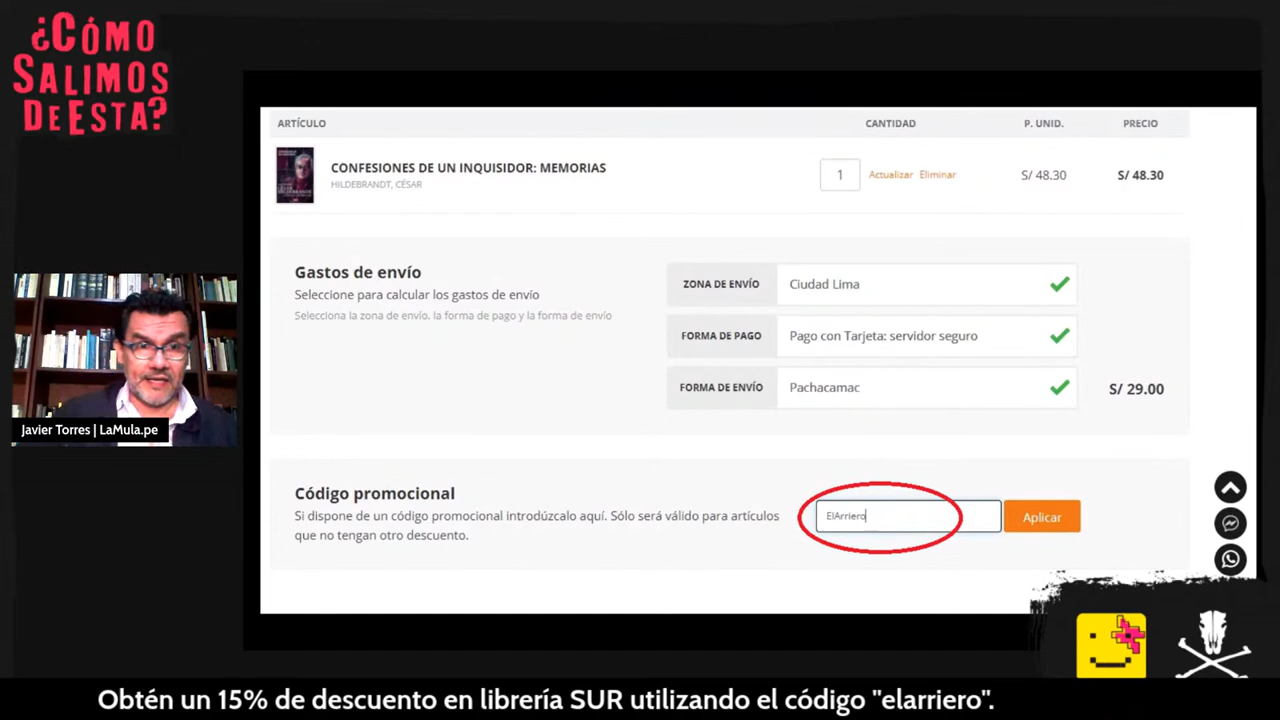 ¿CÓMO
SALIMOS
DE ESTA?
ARTÍCULO CANTIDAD P. UNID. PRECIO
CONFESIONES DE UN INQUISIDOR: MEMORIAS
HILDEBRANDT, CÉSAR
1 Actualizar Eliminar S/ 48.30 S/ 48.30
Gastos de envío
Seleccione para calcular los gastos de envío
Selecciona la zona de envío, la forma de pago y la forma de envío
ZONA DE ENVÍO Ciudad Lima
FORMA DE PAGO Pago con Tarjeta: servidor seguro
FORMA DE ENVÍO Pachacamac S/ 29.00
Javier Torres | LaMula.pe
Código promocional
Si dispone de un código promocional introdúzcalo aquí. Sólo será válido para artículos
que no tengan otro descuento.
ElArriero Aplicar
Obtén un 15% de descuento en librería SUR utilizando el código "elarriero".